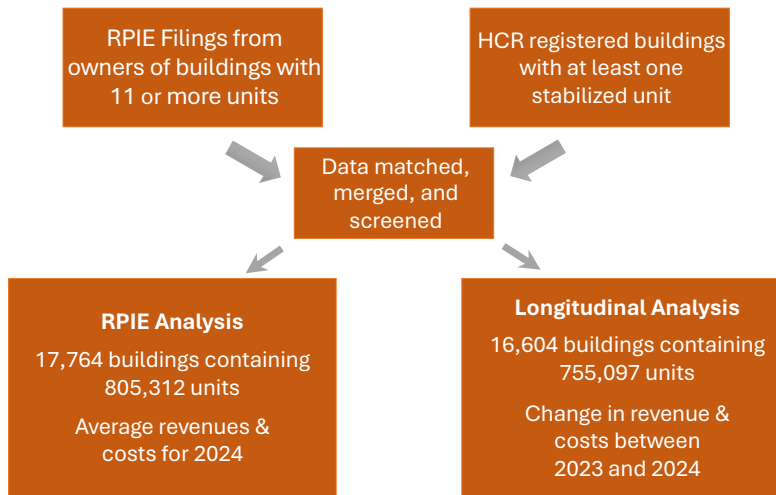 RPIE Filings from
owners of buildings with
11 or more units
HCR registered buildings
with at least one
stabilized unit
Data matched,
merged, and
screened
RPIE Analysis
17,764 buildings containing
805,312 units
Average revenues &
costs for 2024
Longitudinal Analysis
16,604 buildings containing
755,097 units
Change in revenue &
costs between
2023 and 2024